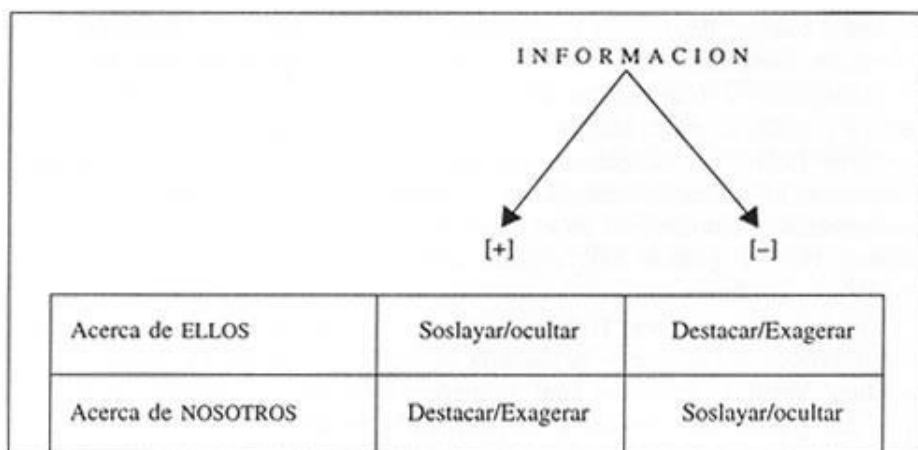 INFORMACION
[+] [–]
Acerca de ELLOS Soslayar/ocultar Destacar/Exagerar
Acerca de NOSOTROS Destacar/Exagerar Soslayar/ocultar